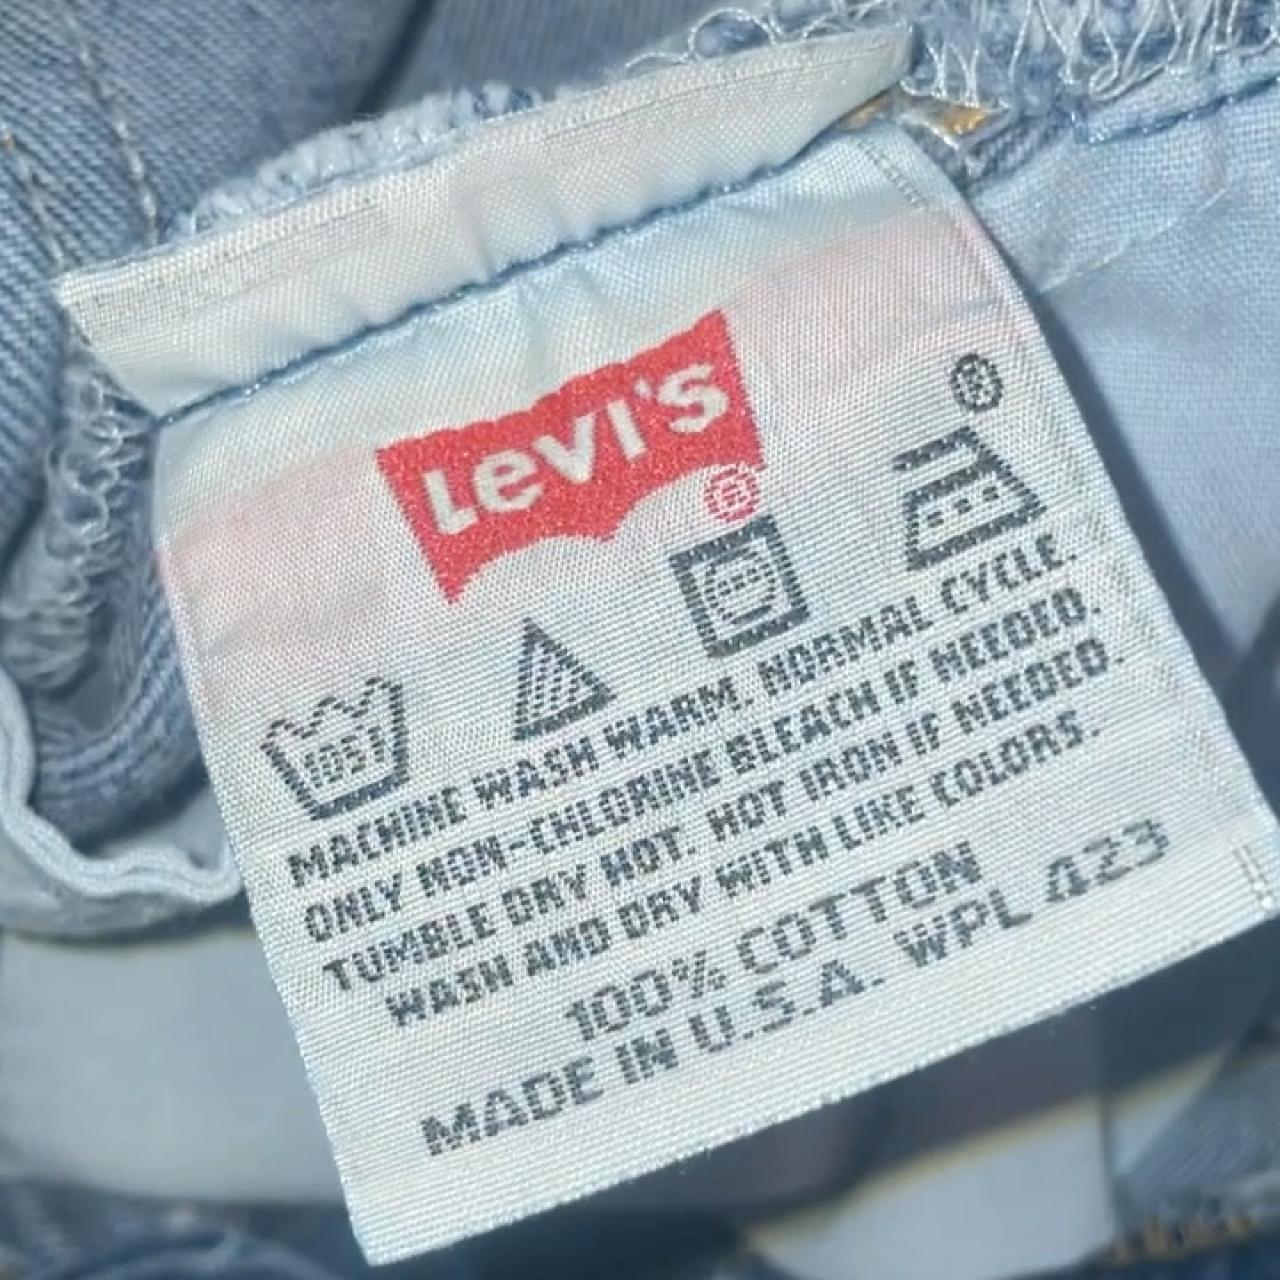 Levi's
®
®
105F
MACHINE WASH WARM. NORMAL CYCLE.
ONLY NON-CHLORINE BLEACH IF NEEDED.
TUMBLE DRY HOT. HOT IRON IF NEEDED.
WASH AND DRY WITH LIKE COLORS.
100% COTTON
MADE IN U.S.A. WPL 423